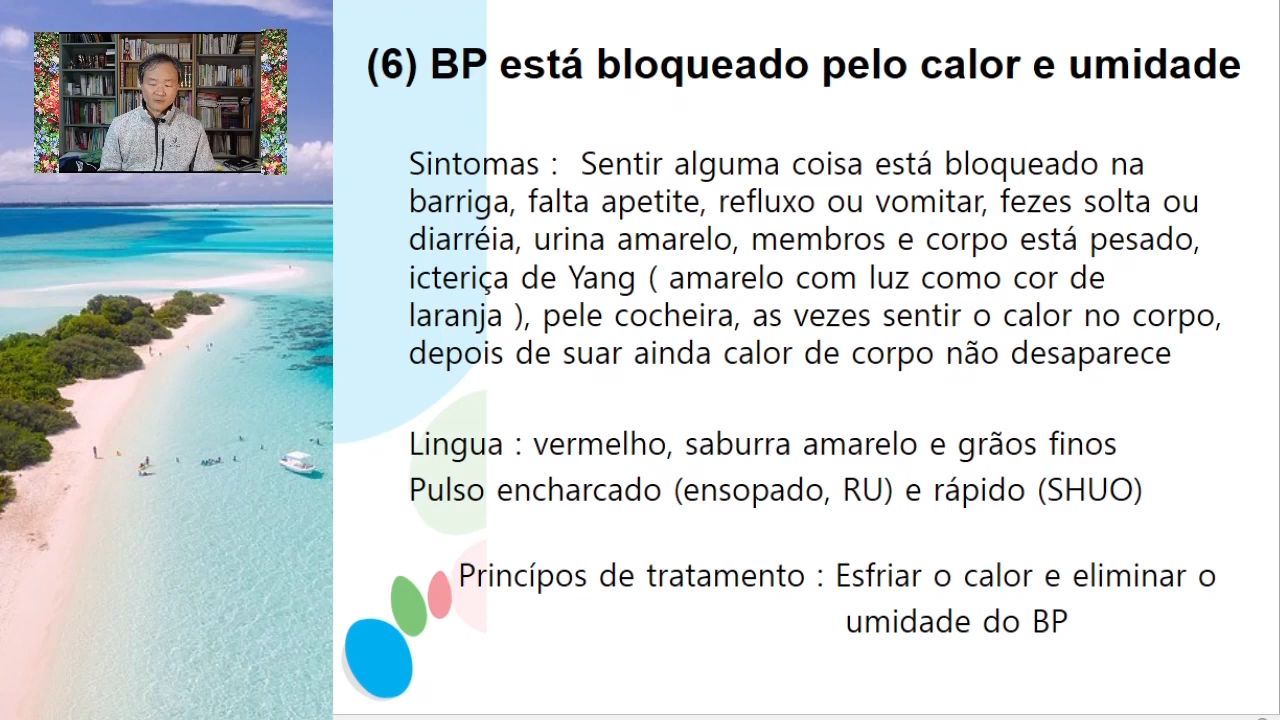 (6) BP está bloqueado pelo calor e umidade
Sintomas :  Sentir alguma coisa está bloqueado na
barriga, falta apetite, refluxo ou vomitar, fezes solta ou
diarréia, urina amarelo, membros e corpo está pesado,
icteriça de Yang ( amarelo com luz como cor de
laranja ), pele cocheira, as vezes sentir o calor no corpo,
depois de suar ainda calor de corpo não desaparece
Lingua : vermelho, saburra amarelo e grãos finos
Pulso encharcado (ensopado, RU) e rápido (SHUO)
Princípos de tratamento : Esfriar o calor e eliminar o
umidade do BP